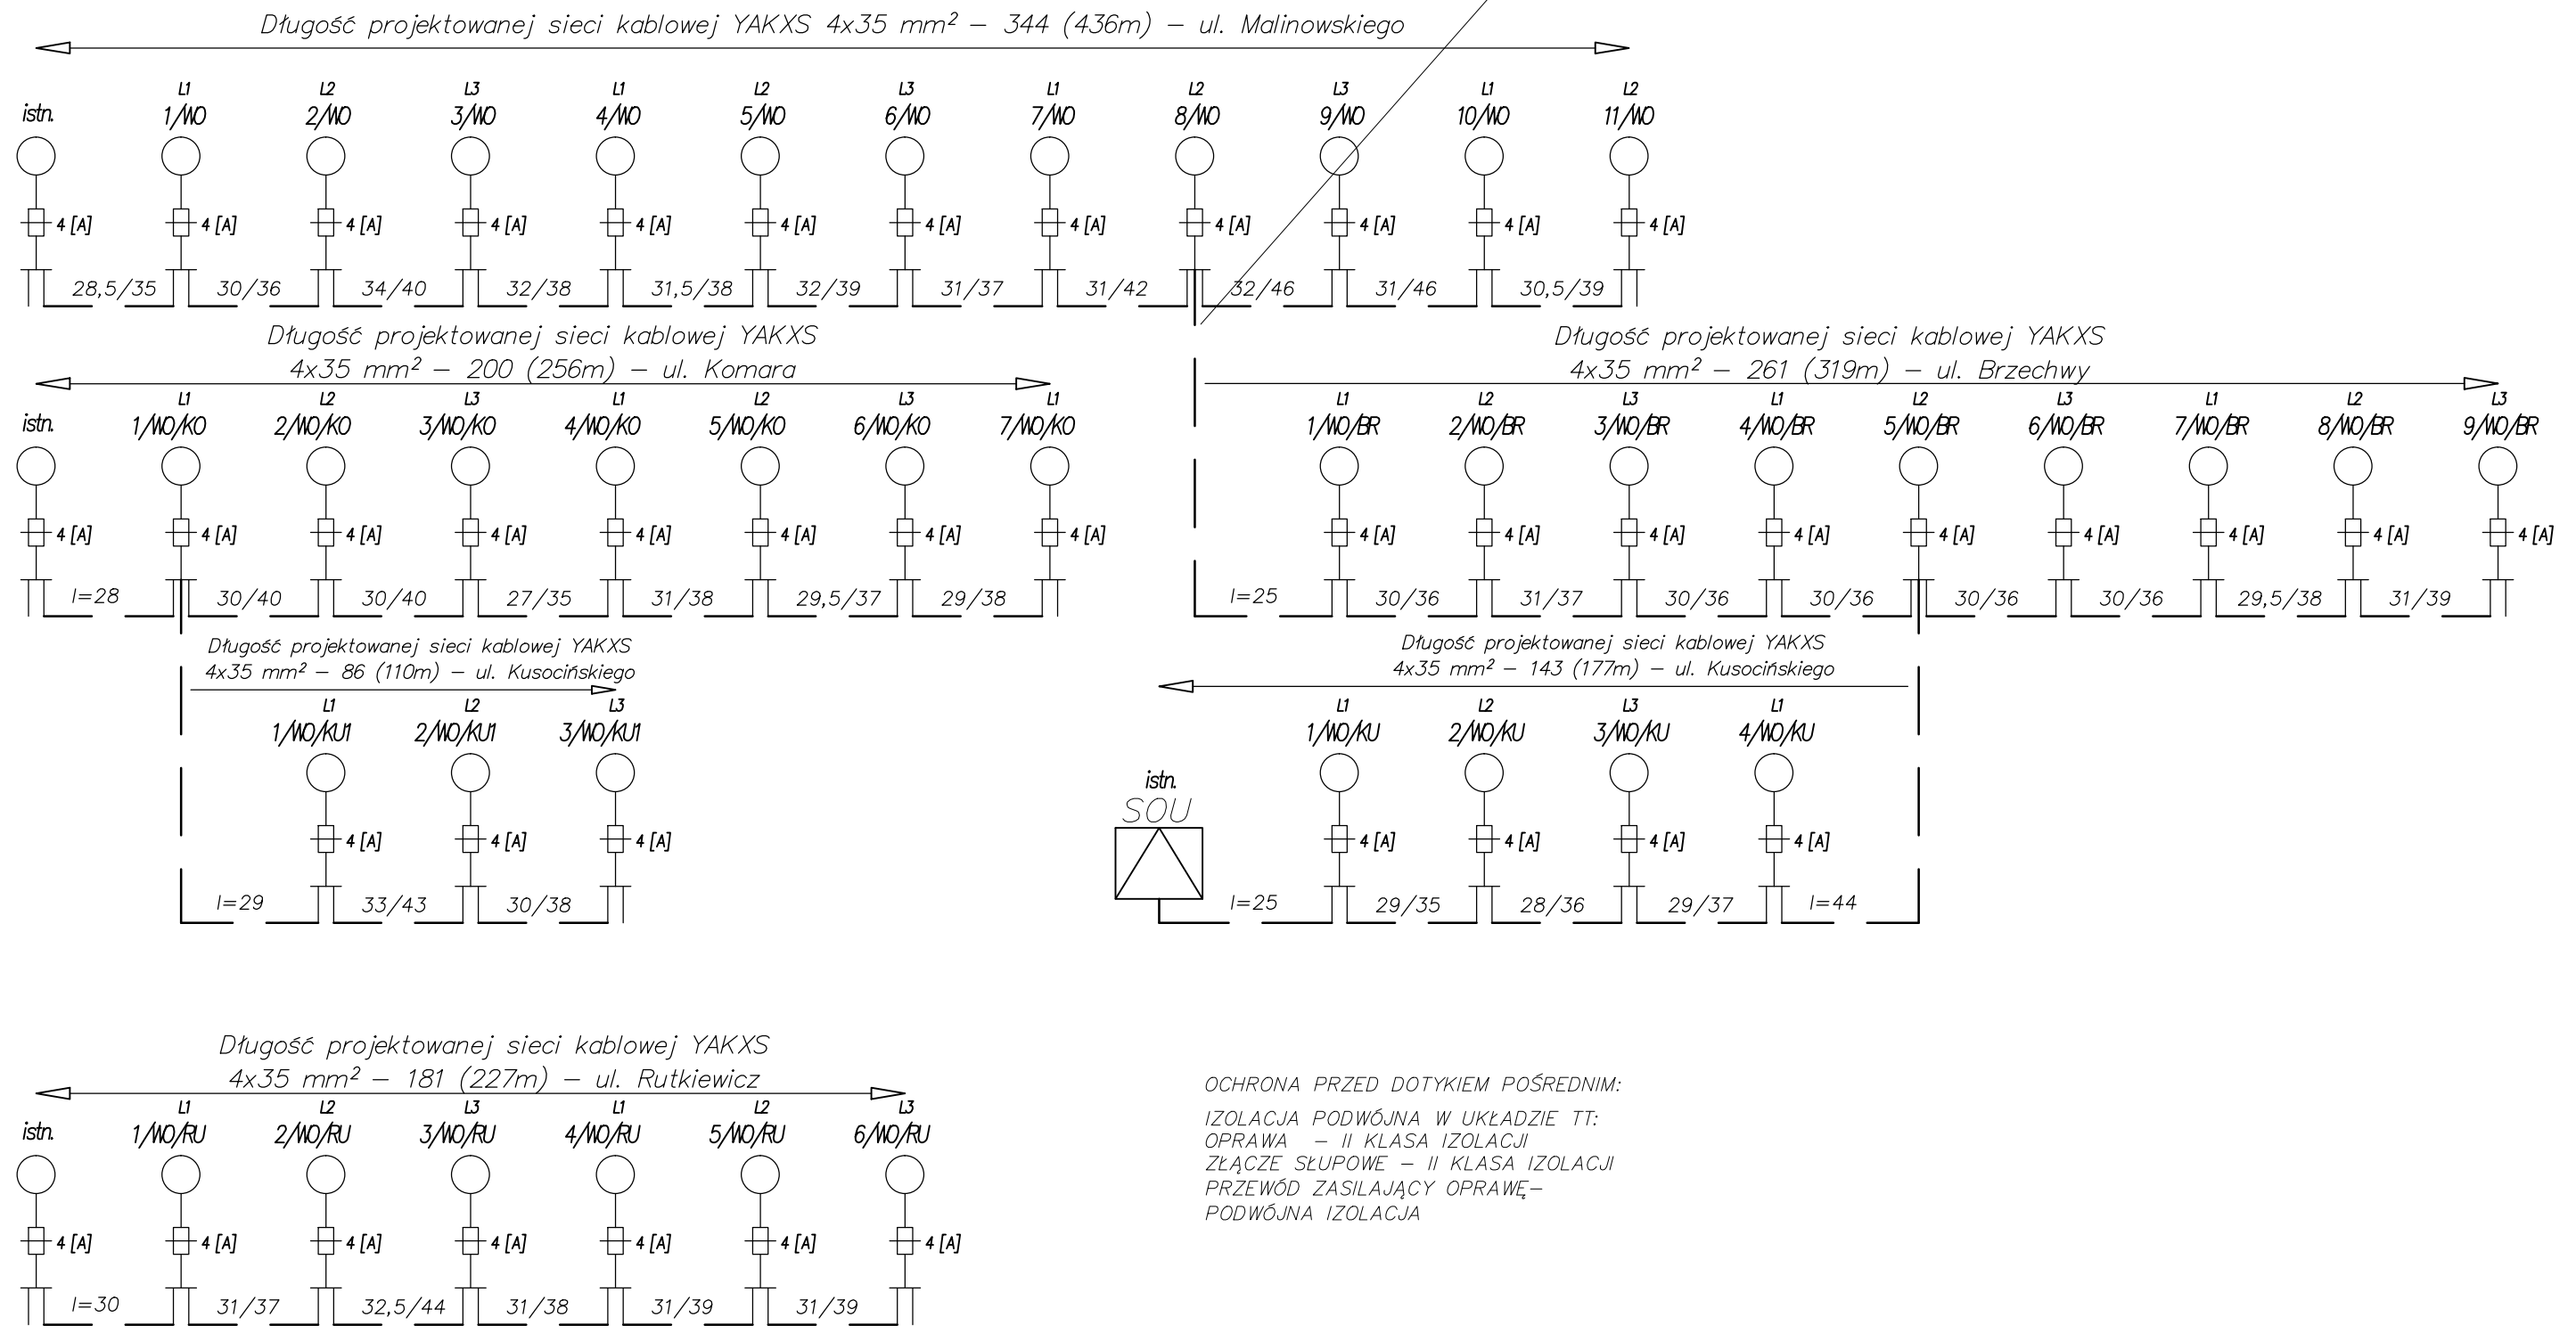 Długość projektowanej sieci kablowej YAKXS 4x35 mm² – 344 (436m) – ul. Malinowskiego
L1 L2 L3 L1 L2 L3 L1 L2 L3 L1 L2
istn. 1/WO 2/WO 3/WO 4/WO 5/WO 6/WO 7/WO 8/WO 9/WO 10/WO 11/WO
4 [A] 4 [A] 4 [A] 4 [A] 4 [A] 4 [A] 4 [A] 4 [A] 4 [A] 4 [A] 4 [A] 4 [A]
28,5/35 30/36 34/40 32/38 31,5/38 32/39 31/37 31/42 32/46 31/46 30,5/39
Długość projektowanej sieci kablowej YAKXS
4x35 mm² – 200 (256m) – ul. Komara
L1 L2 L3 L1 L2 L3 L1
istn. 1/WO/KO 2/WO/KO 3/WO/KO 4/WO/KO 5/WO/KO 6/WO/KO 7/WO/KO
4 [A] 4 [A] 4 [A] 4 [A] 4 [A] 4 [A] 4 [A] 4 [A]
l=28 30/40 30/40 27/35 31/38 29,5/37 29/38
Długość projektowanej sieci kablowej YAKXS
4x35 mm² – 261 (319m) – ul. Brzechwy
L1 L2 L3 L1 L2 L3 L1 L2 L3
1/WO/BR 2/WO/BR 3/WO/BR 4/WO/BR 5/WO/BR 6/WO/BR 7/WO/BR 8/WO/BR 9/WO/BR
4 [A] 4 [A] 4 [A] 4 [A] 4 [A] 4 [A] 4 [A] 4 [A] 4 [A]
l=25 30/36 31/37 30/36 30/36 30/36 30/36 29,5/38 31/39
Długość projektowanej sieci kablowej YAKXS
4x35 mm² – 86 (110m) – ul. Kusocińskiego
L1 L2 L3
1/WO/KU1 2/WO/KU1 3/WO/KU1
4 [A] 4 [A] 4 [A]
l=29 33/43 30/38
Długość projektowanej sieci kablowej YAKXS
4x35 mm² – 143 (177m) – ul. Kusocińskiego
L1 L2 L3 L1
1/WO/KU 2/WO/KU 3/WO/KU 4/WO/KU
istn.
SOU
4 [A] 4 [A] 4 [A] 4 [A]
l=25 29/35 28/36 29/37 l=44
Długość projektowanej sieci kablowej YAKXS
4x35 mm² – 181 (227m) – ul. Rutkiewicz
L1 L2 L3 L1 L2 L3
istn. 1/WO/RU 2/WO/RU 3/WO/RU 4/WO/RU 5/WO/RU 6/WO/RU
4 [A] 4 [A] 4 [A] 4 [A] 4 [A] 4 [A] 4 [A]
l=30 31/37 32,5/44 31/38 31/39 31/39
OCHRONA PRZED DOTYKIEM POŚREDNIM:
IZOLACJA PODWÓJNA W UKŁADZIE TT:
OPRAWA – II KLASA IZOLACJI
ZŁĄCZE SŁUPOWE – II KLASA IZOLACJI
PRZEWÓD ZASILAJĄCY OPRAWĘ–
PODWÓJNA IZOLACJA